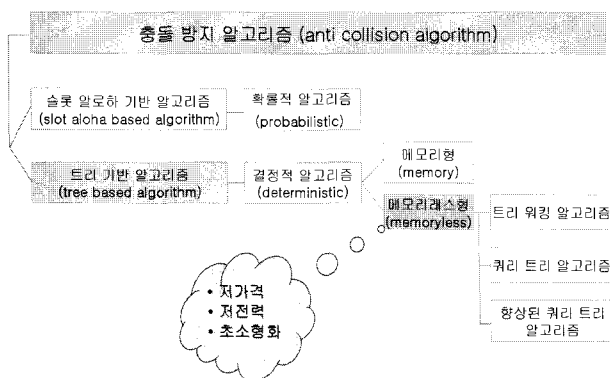 충돌 방지 알고리즘 (anti collision algorithm)
슬롯 알로하 기반 알고리즘
(slot aloha based algorithm)
확률적 알고리즘
(probabilistic)
트리 기반 알고리즘
(tree based algorithm)
결정적 알고리즘
(deterministic)
메모리형
(memory)
메모리래스형
(memoryless)
트리 워킹 알고리즘
쿼리 트리 알고리즘
향상된 쿼리 트리
알고리즘
• 저가격
• 저전력
• 초소형화